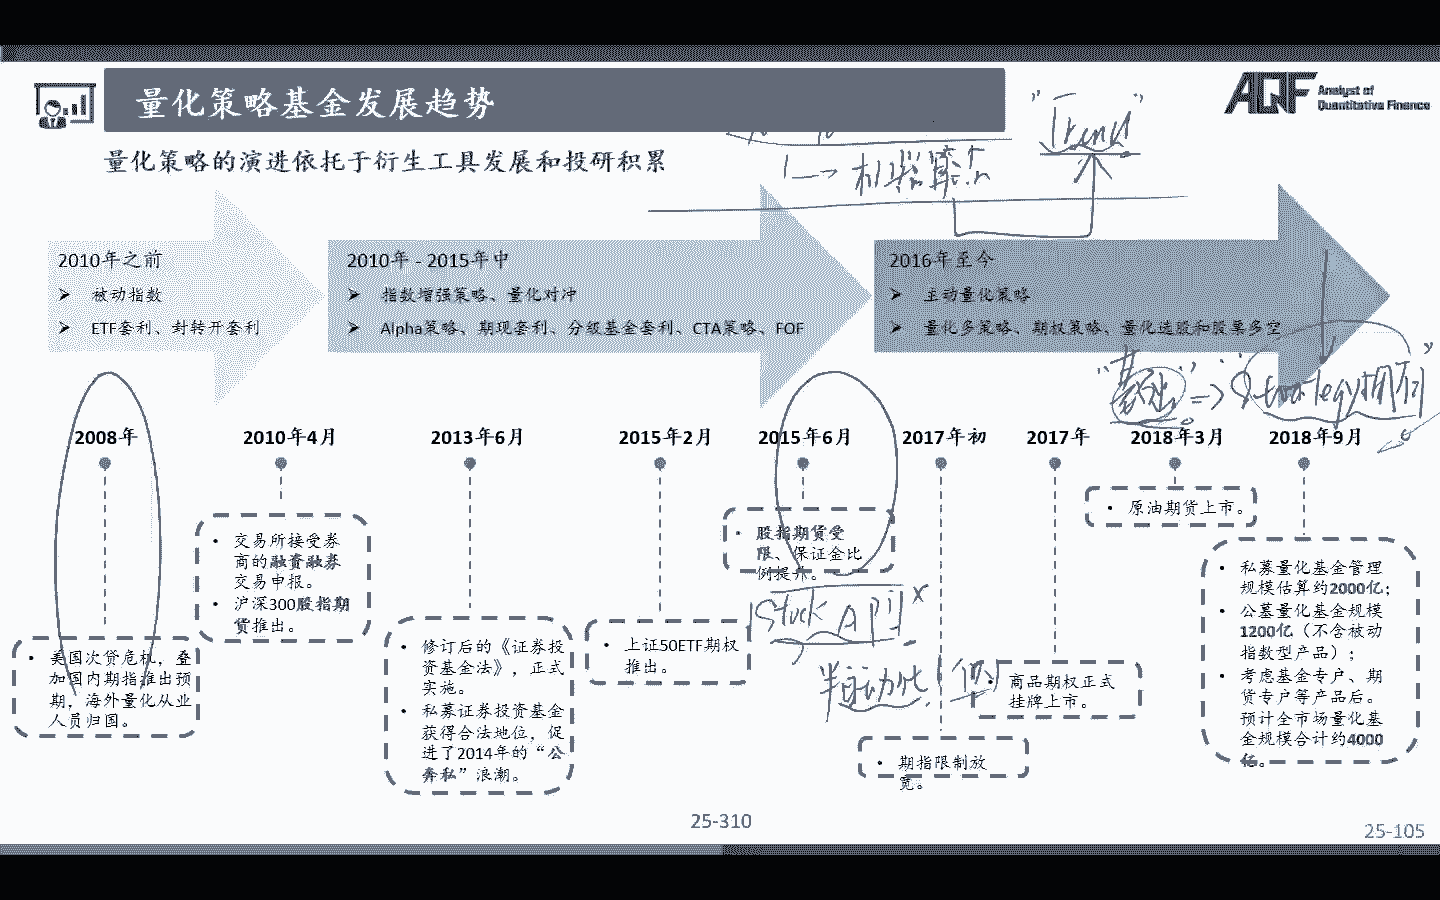 量化策略基金发展趋势
AQF
Analyst of
Quantitative Finance
量化策略的演进依托于衍生工具发展和投研积累
"Trend"
机器算
2010年之前
➢ 被动指数
➢ ETF套利、封转开套利
2010年 - 2015年中
➢ 指数增强策略、量化对冲
➢ Alpha策略、期现套利、分级基金套利、CTA策略、FOF
2016年至今
➢ 主动量化策略
➢ 量化多策略、期权策略、量化选股和股票多空
"基础" => Strategy
2008年
• 美国次贷危机，叠
加国内期指推出预
期，海外量化从业
人员归国。
2010年4月
• 交易所接受券
商的融资融券
交易申报。
• 沪深300股指期
货推出。
2013年6月
• 修订后的《证券投
资基金法》，正式
实施。
• 私募证券投资基金
获得合法地位，促
进了2014年的“公
奔私”浪潮。
2015年2月
• 上证50ETF期权
推出。
2015年6月
• 股指期货受
限、保证金比
例提升。
Stock API
半自动化！
2017年初
• 期指限制放
宽。
2017年
• 商品期权正式
挂牌上市。
2018年3月
• 原油期货上市。
2018年9月
• 私募量化基金管理
规模估算约2000亿；
• 公墓量化基金规模
1200亿（不含被动
指数型产品）；
• 考虑基金专户、期
货专户等产品后。
预计全市场量化基
金规模合计约4000
亿。
25-310
25-105